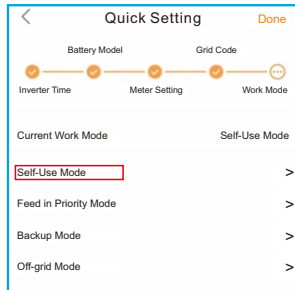 Quick Setting Done
Battery Model Grid Code
Inverter Time Meter Setting Work Mode
Current Work Mode Self-Use Mode
Self-Use Mode >
Feed in Priority Mode >
Backup Mode >
Off-grid Mode >